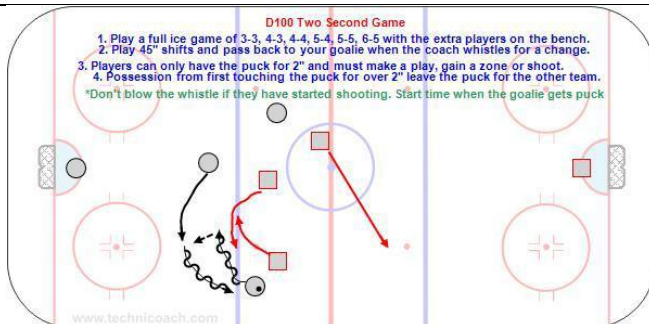 D100 Two Second Game
1. Play a full ice game of 3-3, 4-3, 4-4, 5-4, 5-5, 6-5 with the extra players on the bench.
2. Play 45" shifts and pass back to your goalie when the coach whistles for a change.
3. Players can only have the puck for 2" and must make a play, gain a zone or shoot.
4. Possession from first touching the puck for over 2" leave the puck for the other team.
*Don't blow the whistle if they have started shooting. Start time when the goalie gets puck
www.technicoach.com